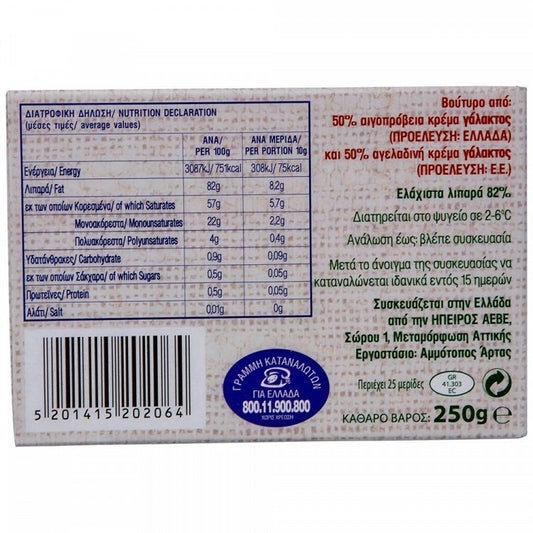 ΔΙΑΤΡΟΦΙΚΗ ΔΗΛΩΣΗ/ NUTRITION DECLARATION
(μέσες τιμές/ average values)
ΑΝΑ/ PER 100g ΑΝΑ ΜΕΡΙΔΑ/ PER PORTION 10g
Ενέργεια/ Energy 3087kJ/ 751kcal 308kJ/ 75kcal
Λιπαρά/ Fat 82g 8,2g
εκ των οποίων Κορεσμένα/ of which Saturates 57g 5,7g
Μονοακόρεστα/ Monounsaturates 22g 2,2g
Πολυακόρεστα/ Polyunsaturates 4g 0,4g
Υδατάνθρακες/ Carbohydrate 0,9g 0,09g
εκ των οποίων Σάκχαρα/ of which Sugars 0,5g 0,05g
Πρωτεΐνες/ Protein 0,5g 0,05g
Αλάτι/ Salt 0,01g 0g
5 201415 202064
ΓΡΑΜΜΗ ΚΑΤΑΝΑΛΩΤΩΝ
ΓΙΑ ΕΛΛΑΔΑ
800.11.900.800
ΧΩΡΙΣ ΧΡΕΩΣΗ
Βούτυρο από:
50% αιγοπρόβεια κρέμα γάλακτος
(ΠΡΟΕΛΕΥΣΗ: ΕΛΛΑΔΑ)
και 50% αγελαδινή κρέμα γάλακτος
(ΠΡΟΕΛΕΥΣΗ: Ε.Ε.)
Ελάχιστα λιπαρά 82%
Διατηρείται στο ψυγείο σε 2-6°C
Ανάλωση έως: βλέπε συσκευασία
Μετά το άνοιγμα της συσκευασίας να
καταναλώνεται ιδανικά εντός 15 ημερών
Συσκευάζεται στην Ελλάδα
από την ΗΠΕΙΡΟΣ ΑΕΒΕ,
Σώρου 1, Μεταμόρφωση Αττικής
Εργοστάσιο: Αμμότοπος Άρτας
Περιέχει 25 μερίδες
GR
41.303
EC
ΚΑΘΑΡΟ ΒΑΡΟΣ: 250g ℮